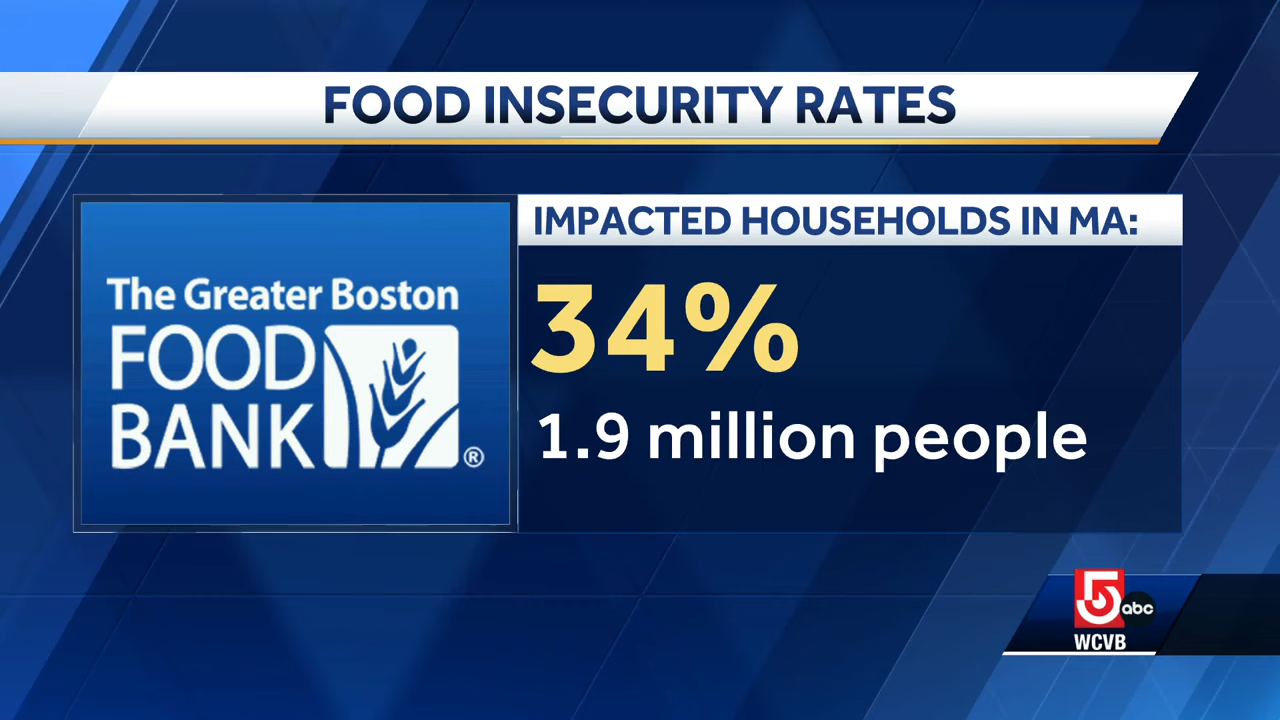 FOOD INSECURITY RATES
The Greater Boston
FOOD
BANK®
IMPACTED HOUSEHOLDS IN MA:
34%
1.9 million people
5 abc
WCVB